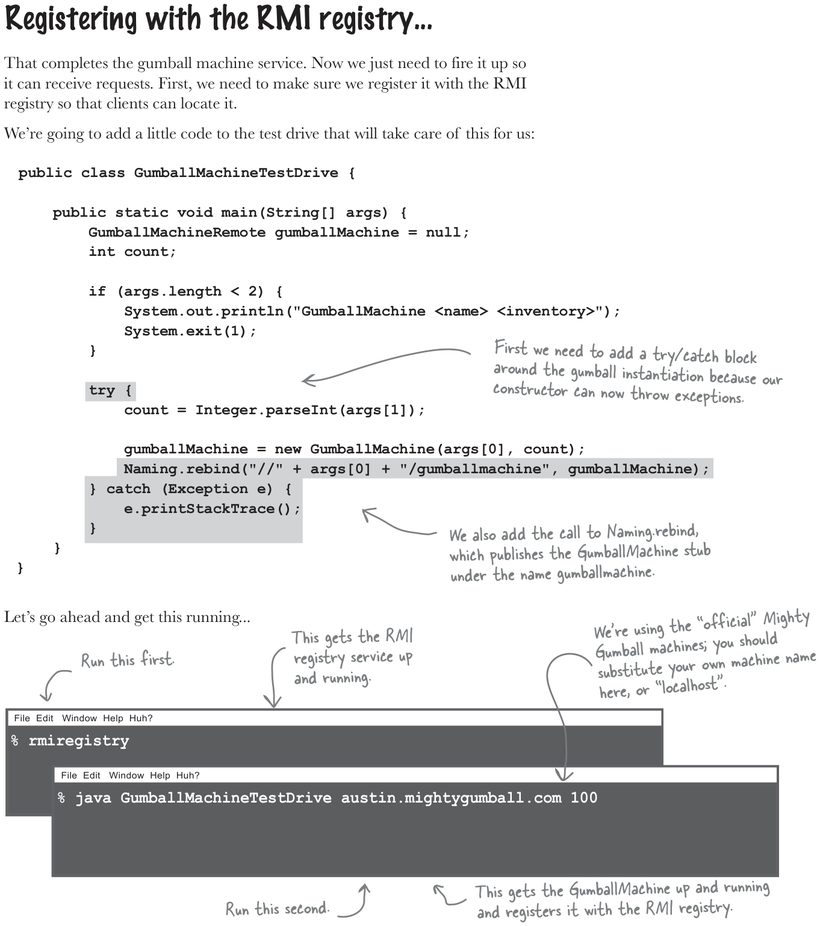 Registering with the RMI registry...
That completes the gumball machine service. Now we just need to fire it up so
it can receive requests. First, we need to make sure we register it with the RMI
registry so that clients can locate it.
We're going to add a little code to the test drive that will take care of this for us:
public class GumballMachineTestDrive {
public static void main(String[] args) {
GumballMachineRemote gumballMachine = null;
int count;
if (args.length < 2) {
System.out.println("GumballMachine <name> <inventory>");
System.exit(1);
}
First we need to add a try/catch block
around the gumball instantiation because our
constructor can now throw exceptions.
try {
count = Integer.parseInt(args[1]);
gumballMachine = new GumballMachine(args[0], count);
Naming.rebind("//" + args[0] + "/gumballmachine", gumballMachine);
} catch (Exception e) {
e.printStackTrace();
}
}
}
We also add the call to Naming.rebind,
which publishes the GumballMachine stub
under the name gumballmachine.
Let's go ahead and get this running...
Run this first.
This gets the RMI
registry service up
and running.
We're using the "official" Mighty
Gumball machines; you should
substitute your own machine name
here, or "localhost".
File Edit Window Help Huh?
% rmiregistry
File Edit Window Help Huh?
% java GumballMachineTestDrive austin.mightygumball.com 100
Run this second.
This gets the GumballMachine up and running
and registers it with the RMI registry.